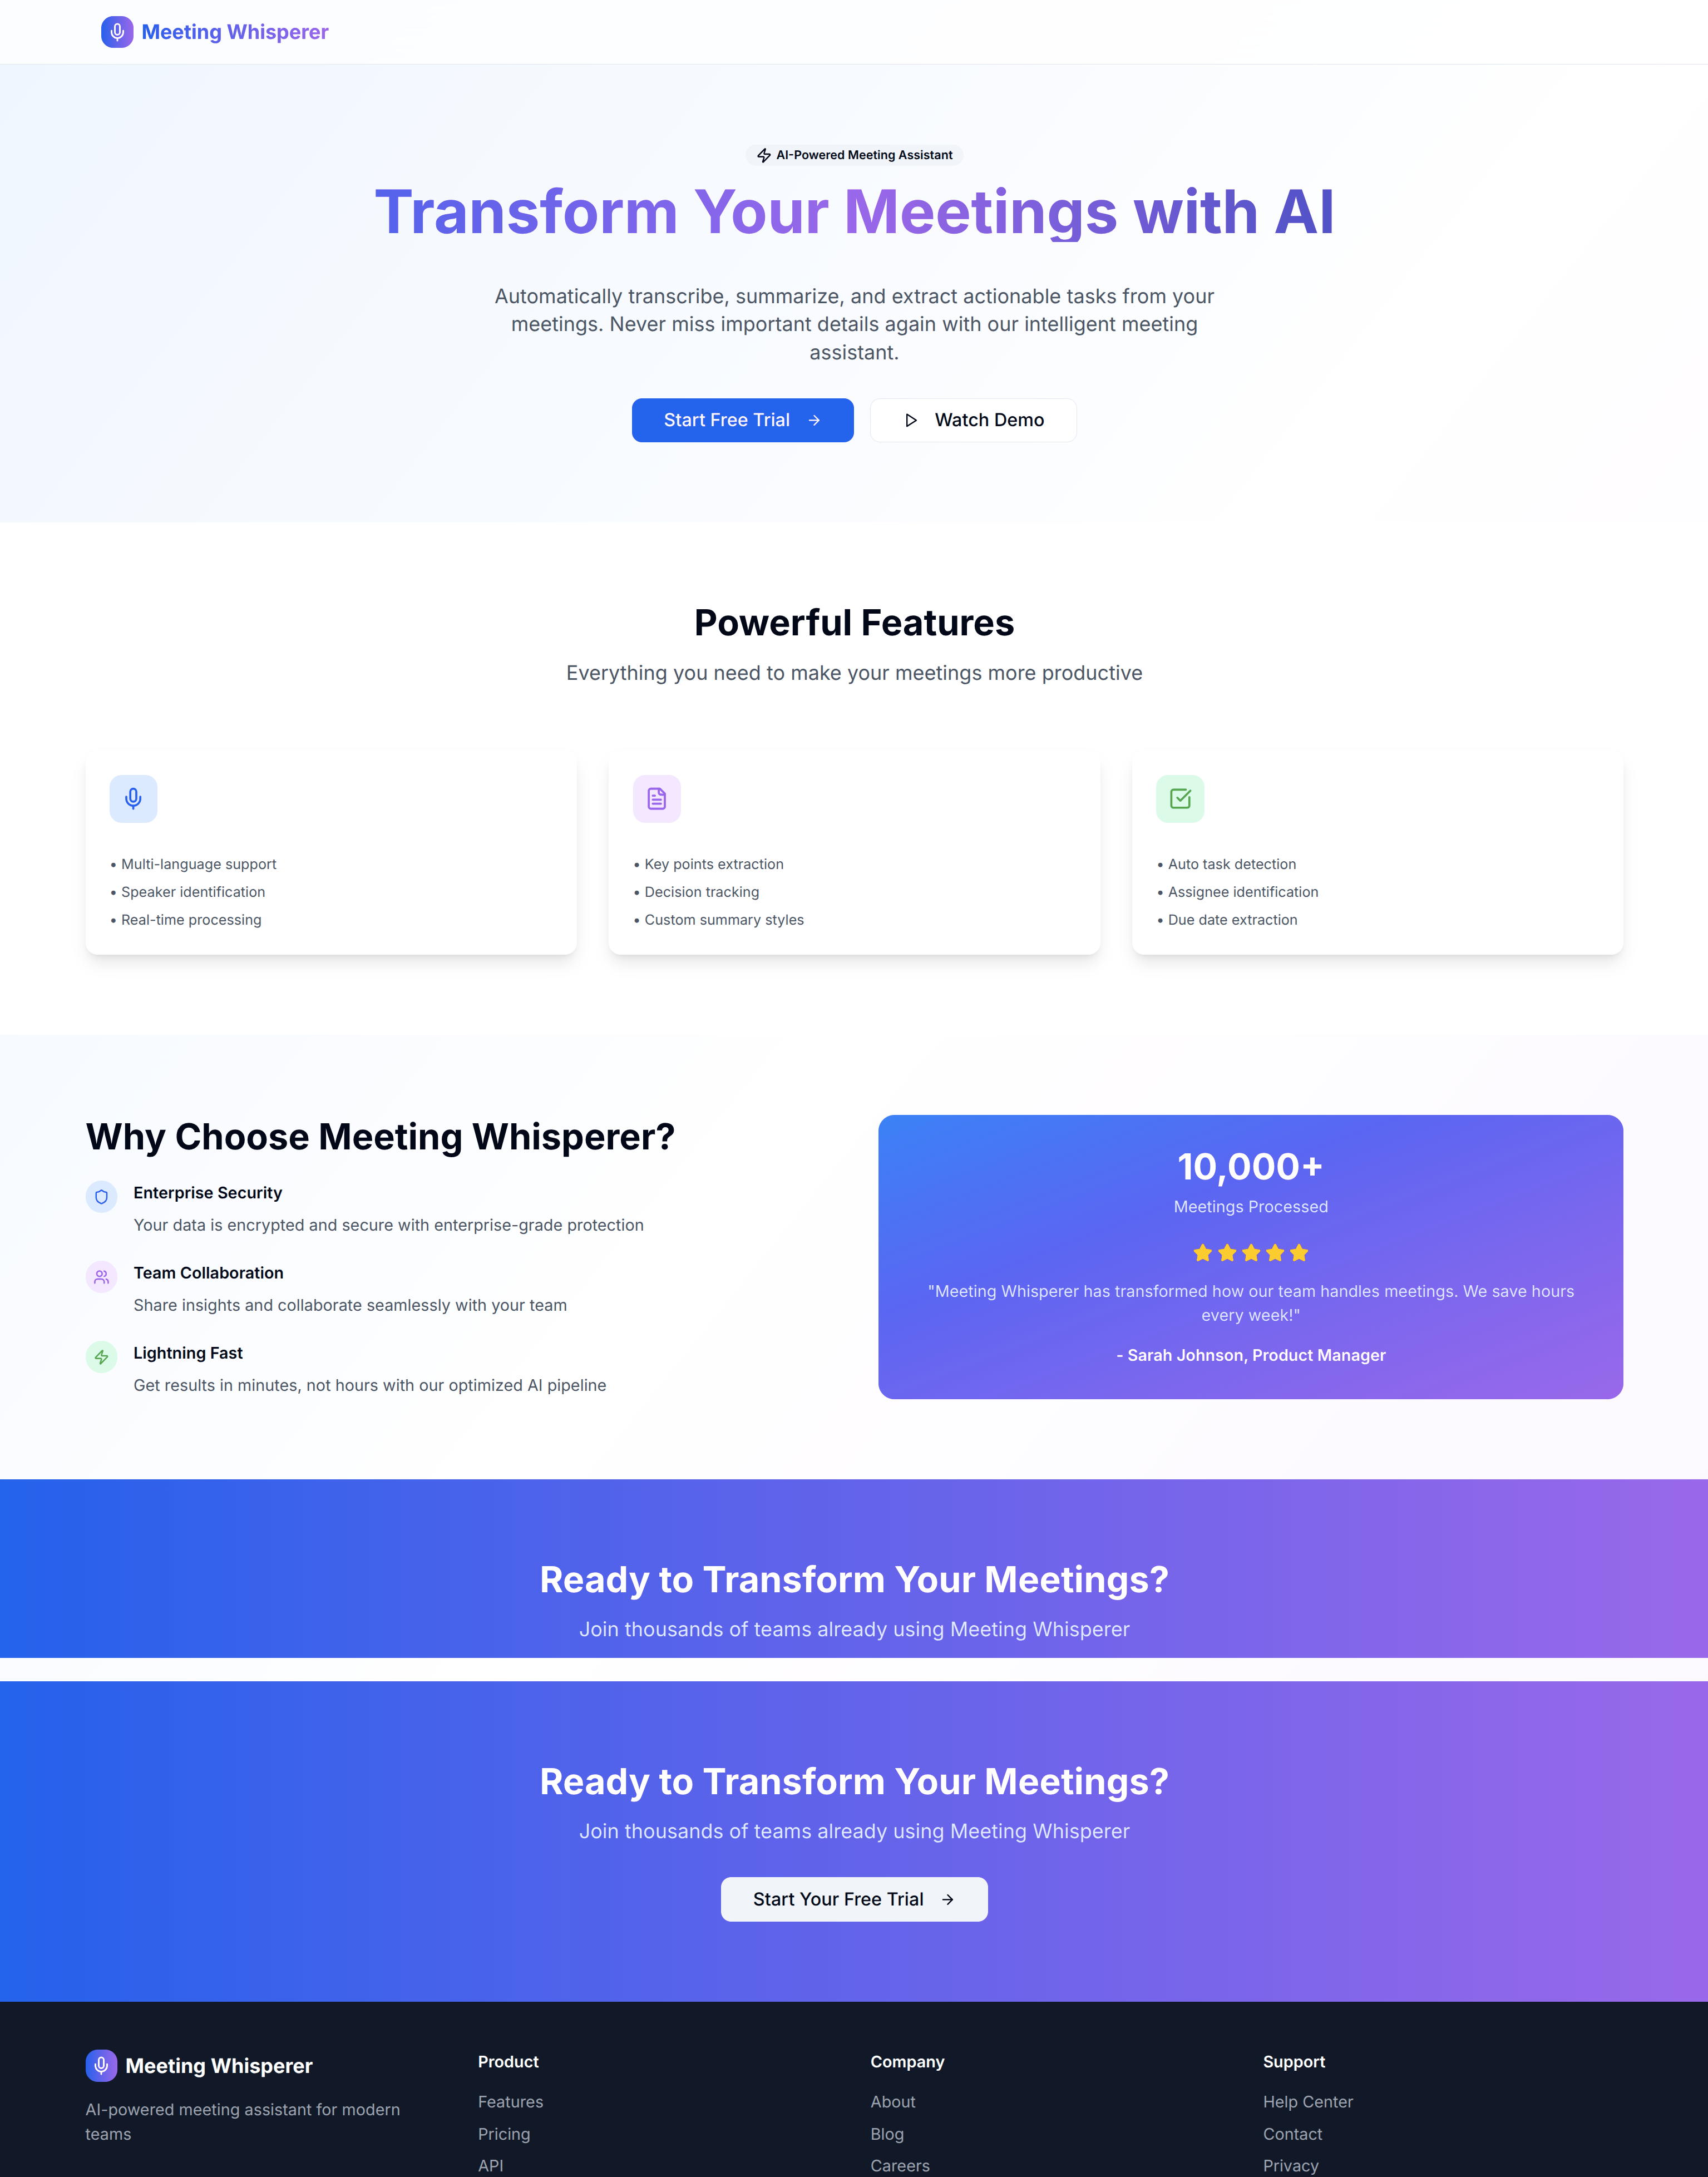 Meeting Whisperer
AI-Powered Meeting Assistant
Transform Your Meetings with AI
Automatically transcribe, summarize, and extract actionable tasks from your
meetings. Never miss important details again with our intelligent meeting
assistant.
Start Free Trial
Watch Demo
Powerful Features
Everything you need to make your meetings more productive
• Multi-language support
• Speaker identification
• Real-time processing
• Key points extraction
• Decision tracking
• Custom summary styles
• Auto task detection
• Assignee identification
• Due date extraction
Why Choose Meeting Whisperer?
Enterprise Security
Your data is encrypted and secure with enterprise-grade protection
Team Collaboration
Share insights and collaborate seamlessly with your team
Lightning Fast
Get results in minutes, not hours with our optimized AI pipeline
10,000+
Meetings Processed
"Meeting Whisperer has transformed how our team handles meetings. We save hours
every week!"
- Sarah Johnson, Product Manager
Ready to Transform Your Meetings?
Join thousands of teams already using Meeting Whisperer
Ready to Transform Your Meetings?
Join thousands of teams already using Meeting Whisperer
Start Your Free Trial
Meeting Whisperer
AI-powered meeting assistant for modern
teams
Product
Features
Pricing
API
Company
About
Blog
Careers
Support
Help Center
Contact
Privacy